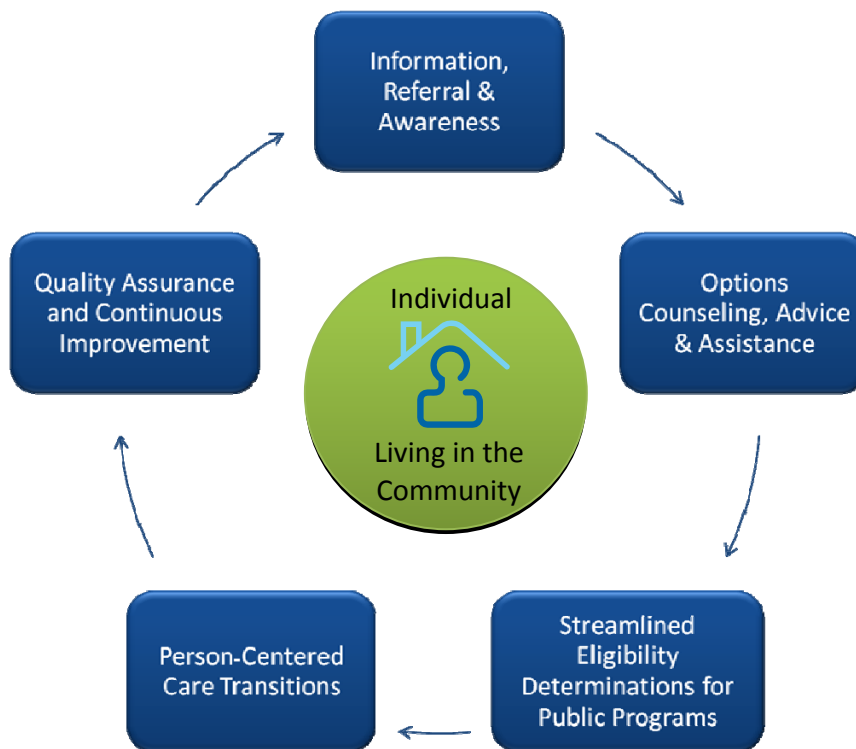 Information,
Referral &
Awareness
Options
Counseling, Advice
& Assistance
Streamlined
Eligibility
Determinations for
Public Programs
Person-Centered
Care Transitions
Quality Assurance
and Continuous
Improvement
Individual
Living in the
Community